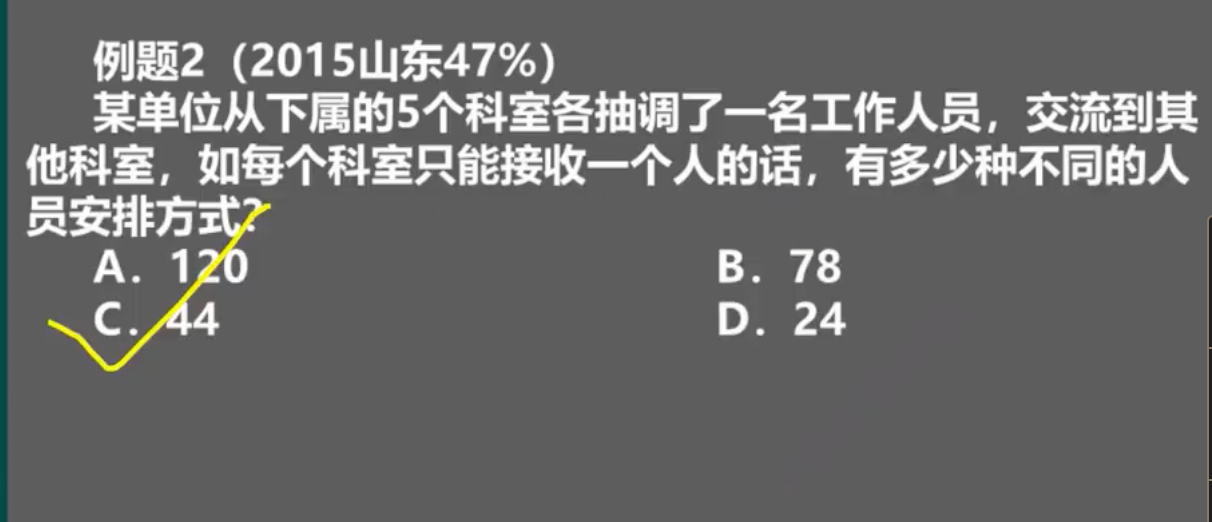 例题2（2015山东47%）
某单位从下属的5个科室各抽调了一名工作人员，交流到其
他科室，如每个科室只能接收一个人的话，有多少种不同的人
员安排方式？
A．120 B．78
C．44 D．24